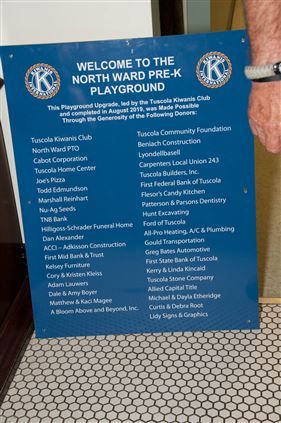 WELCOME TO THE
NORTH WARD PRE-K
PLAYGROUND
This Playground Upgrade, led by the Tuscola Kiwanis Club
and completed in August 2019, was Made Possible
Through the Generosity of the Following Donors:
Tuscola Kiwanis Club
North Ward PTO
Cabot Corporation
Tuscola Home Center
Joe's Pizza
Todd Edmundson
Marshall Reinhart
Nu-Ag Seeds
TNB Bank
Hilligoss-Schrader Funeral Home
Dan Alexander
ACCI – Adkisson Construction
First Mid Bank & Trust
Kelsey Furniture
Cory & Kristen Kleiss
Adam Lauwers
Dale & Amy Boyer
Matthew & Kaci Magee
A Bloom Above and Beyond, Inc.
Tuscola Community Foundation
Beniach Construction
Lyondellbasell
Carpenters Local Union 243
Tuscola Builders, Inc.
First Federal Bank of Tuscola
Flesor's Candy Kitchen
Patterson & Parsons Dentistry
Hunt Excavating
Ford of Tuscola
All-Pro Heating, A/C & Plumbing
Gould Transportation
Greg Bates Automotive
First State Bank of Tuscola
Kerry & Linda Kincaid
Tuscola Stone Company
Allied Capital Title
Michael & Dayla Etheridge
Curtis & Debra Root
Lidy Signs & Graphics